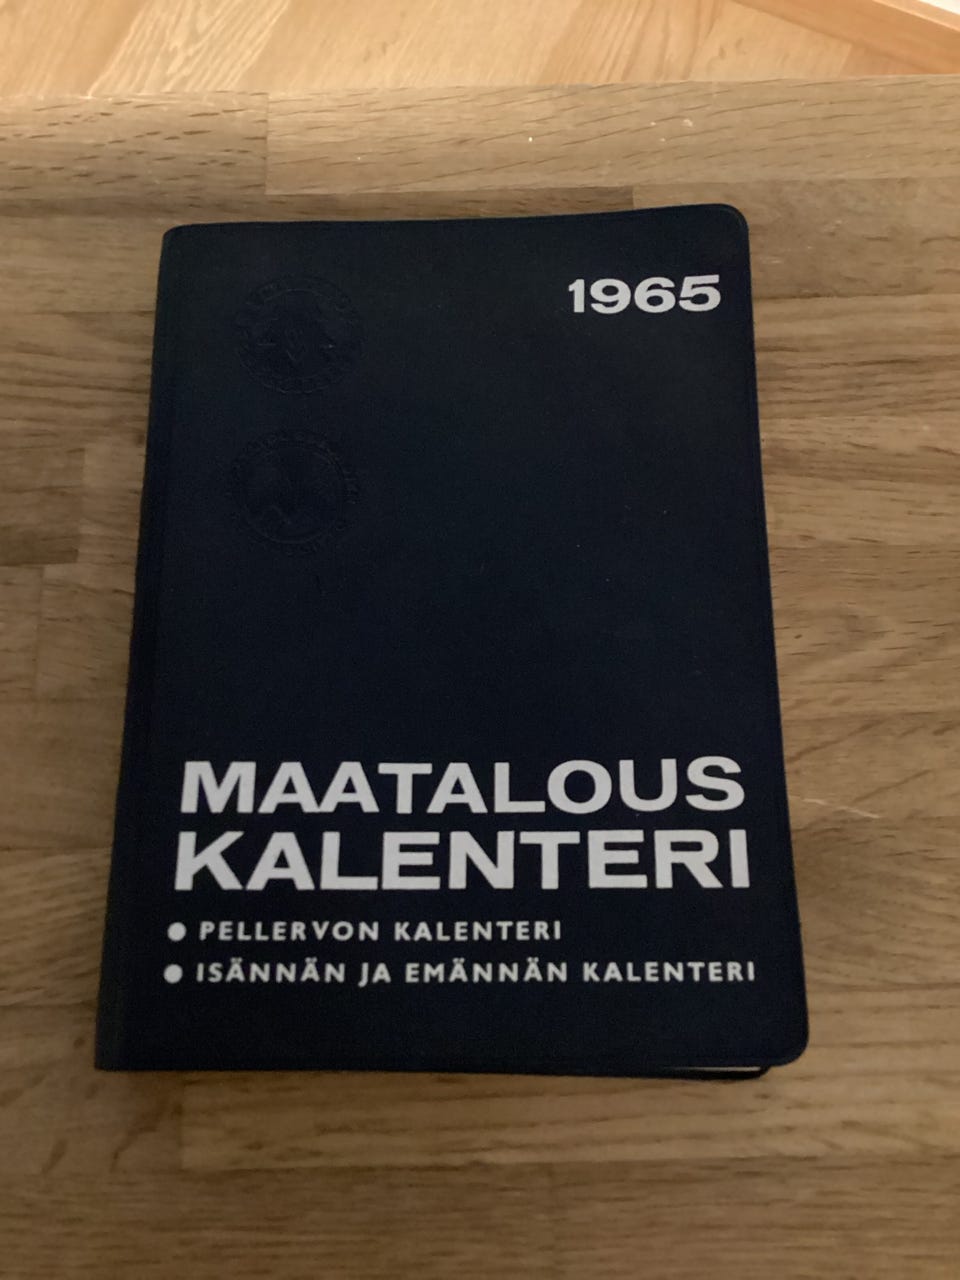 1965
MAATALOUS
KALENTERI
● PELLERVON KALENTERI
● ISÄNNÄN JA EMÄNNÄN KALENTERI